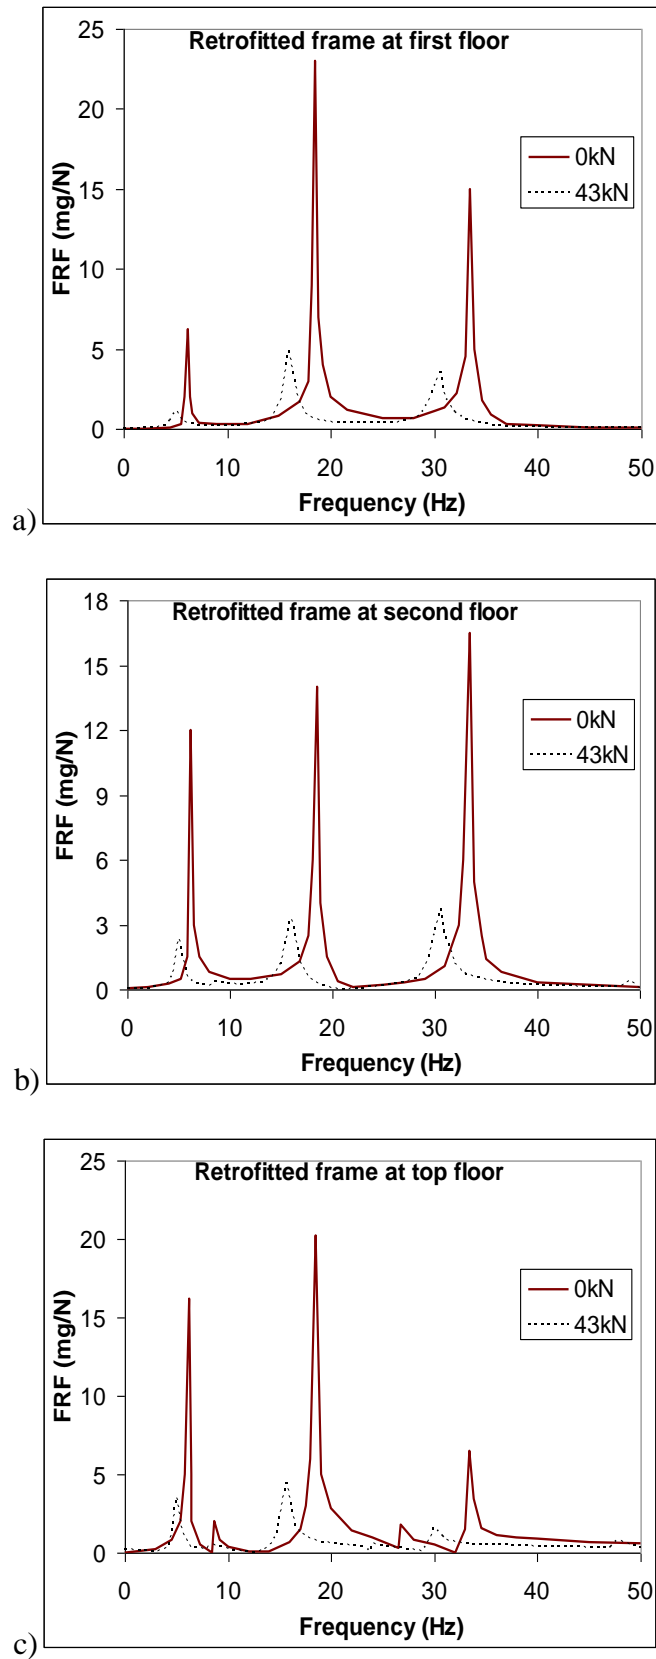 Retrofitted frame at first floor
25
20
15
10
5
0
FRF (mg/N)
0kN
43kN
0 10 20 30 40 50
Frequency (Hz)
a)
Retrofitted frame at second floor
18
15
12
9
6
3
0
FRF (mg/N)
0kN
43kN
0 10 20 30 40 50
Frequency (Hz)
b)
Retrofitted frame at top floor
25
20
15
10
5
0
FRF (mg/N)
0kN
43kN
0 10 20 30 40 50
Frequency (Hz)
c)